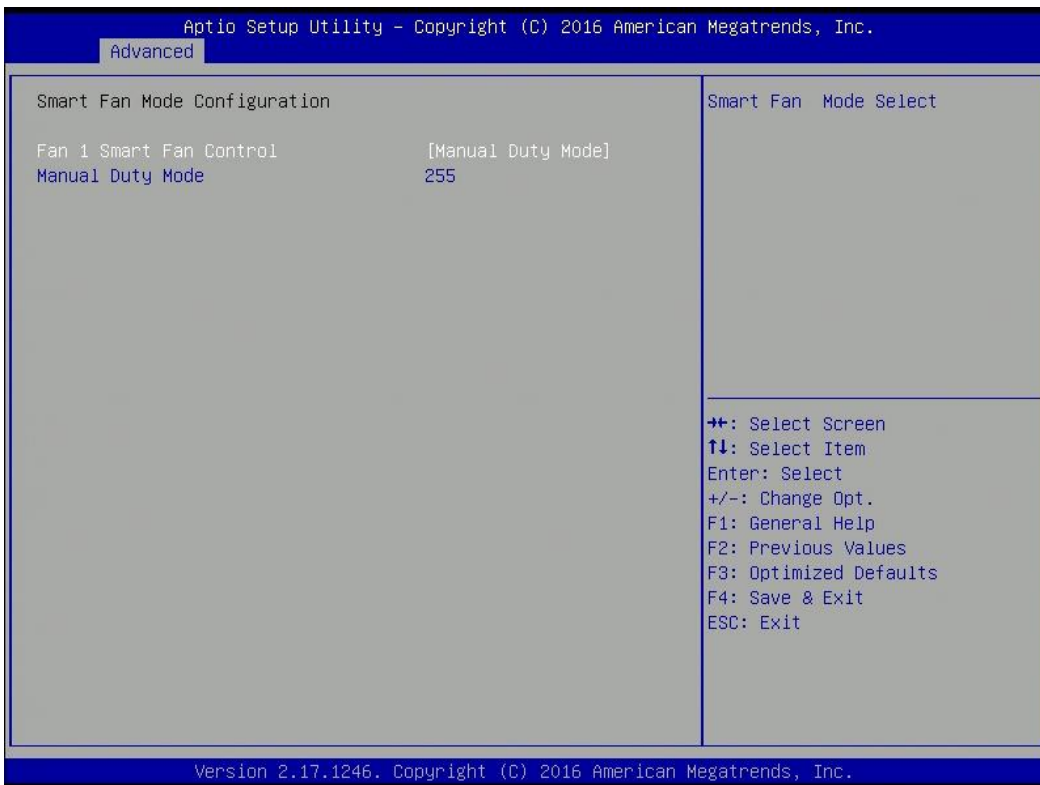 Aptio Setup Utility – Copyright (C) 2016 American Megatrends, Inc.
Advanced
Smart Fan Mode Configuration
Fan 1 Smart Fan Control [Manual Duty Mode]
Manual Duty Mode 255
Smart Fan  Mode Select
→←: Select Screen
↑↓: Select Item
Enter: Select
+/-: Change Opt.
F1: General Help
F2: Previous Values
F3: Optimized Defaults
F4: Save & Exit
ESC: Exit
Version 2.17.1246. Copyright (C) 2016 American Megatrends, Inc.